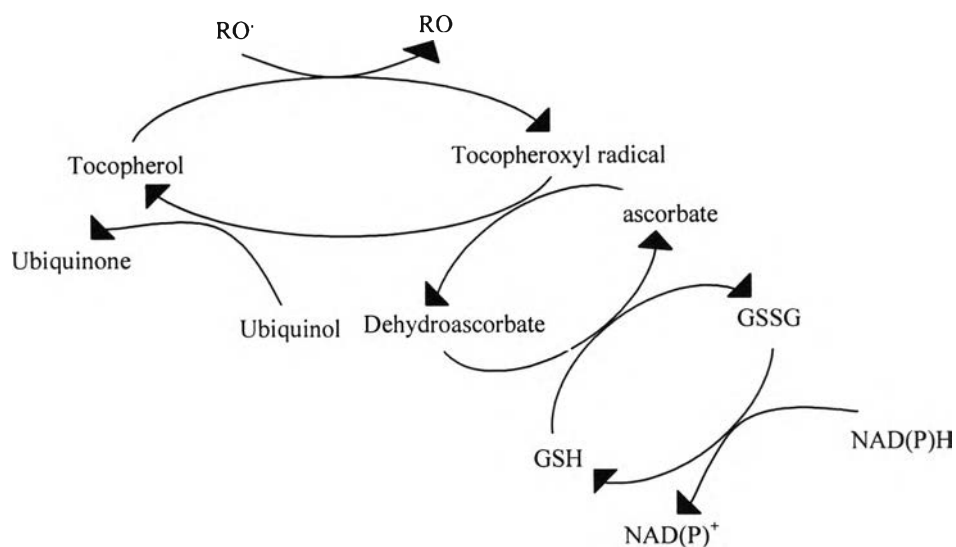 RO·
RO
Tocopherol
Tocopheroxyl radical
ascorbate
Ubiquinone
Ubiquinol
Dehydroascorbate
GSSG
GSH
NAD(P)H
NAD(P)⁺